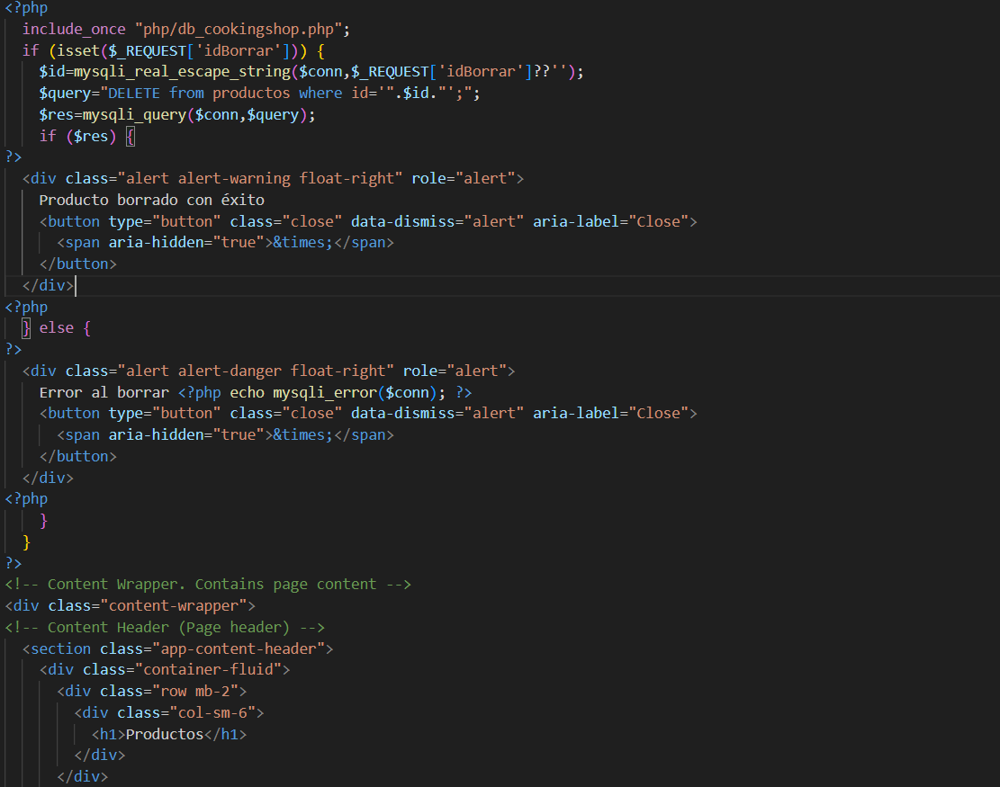 <?php
include_once "php/db_cookingshop.php";
if (isset($_REQUEST['idBorrar'])) {
$id=mysqli_real_escape_string($conn,$_REQUEST['idBorrar']??'');
$query="DELETE from productos where id='".$id."';";
$res=mysqli_query($conn,$query);
if ($res) {
?>
<div class="alert alert-warning float-right" role="alert">
Producto borrado con éxito
<button type="button" class="close" data-dismiss="alert" aria-label="Close">
<span aria-hidden="true">&times;</span>
</button>
</div>
<?php
} else {
?>
<div class="alert alert-danger float-right" role="alert">
Error al borrar <?php echo mysqli_error($conn); ?>
<button type="button" class="close" data-dismiss="alert" aria-label="Close">
<span aria-hidden="true">&times;</span>
</button>
</div>
<?php
}
}
?>
<!-- Content Wrapper. Contains page content -->
<div class="content-wrapper">
<!-- Content Header (Page header) -->
<section class="app-content-header">
<div class="container-fluid">
<div class="row mb-2">
<div class="col-sm-6">
<h1>Productos</h1>
</div>
</div>